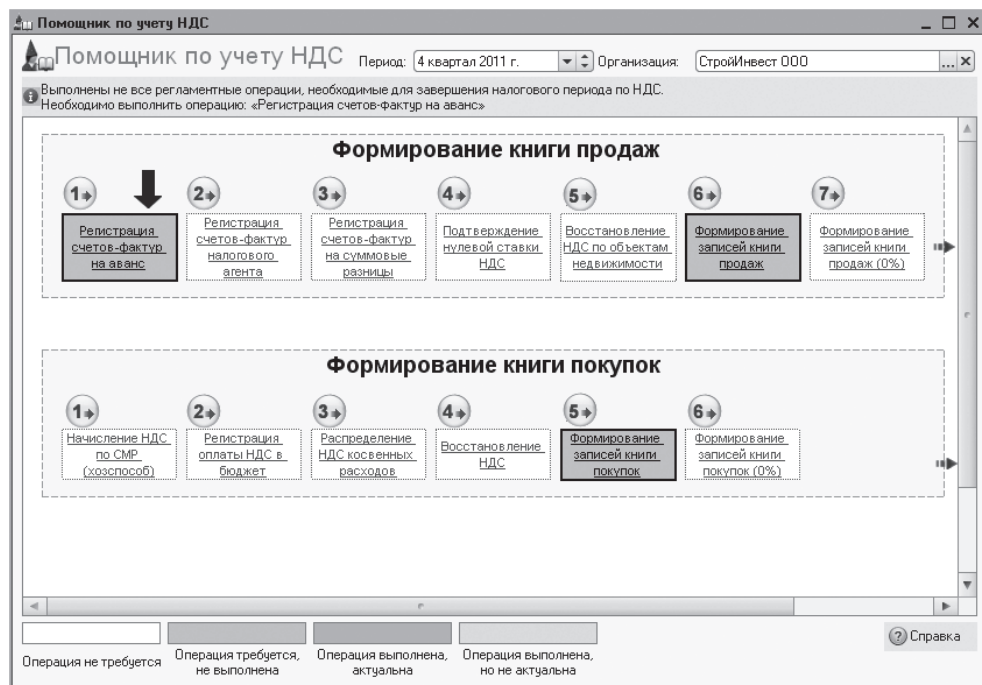 Помощник по учету НДС
Помощник по учету НДС Период: 4 квартал 2011 г. Организация: СтройИнвест ООО ... ×
Выполнены не все регламентные операции, необходимые для завершения налогового периода по НДС.
Необходимо выполнить операцию: «Регистрация счетов-фактур на аванс»
Формирование книги продаж
1
Регистрация
счетов-фактур
на аванс
2
Регистрация
счетов-фактур
налогового
агента
3
Регистрация
счетов-фактур
на суммовые
разницы
4
Подтверждение
нулевой ставки
НДС
5
Восстановление
НДС по объектам
недвижимости
6
Формирование
записей книги
продаж
7
Формирование
записей книги
продаж (0%)
Формирование книги покупок
1
Начисление НДС
по СМР
(хозспособ)
2
Регистрация
оплаты НДС в
бюджет
3
Распределение
НДС косвенных
расходов
4
Восстановление
НДС
5
Формирование
записей книги
покупок
6
Формирование
записей книги
покупок (0%)
Операция не требуется
Операция требуется,
не выполнена
Операция выполнена,
актуальна
Операция выполнена,
но не актуальна
? Справка